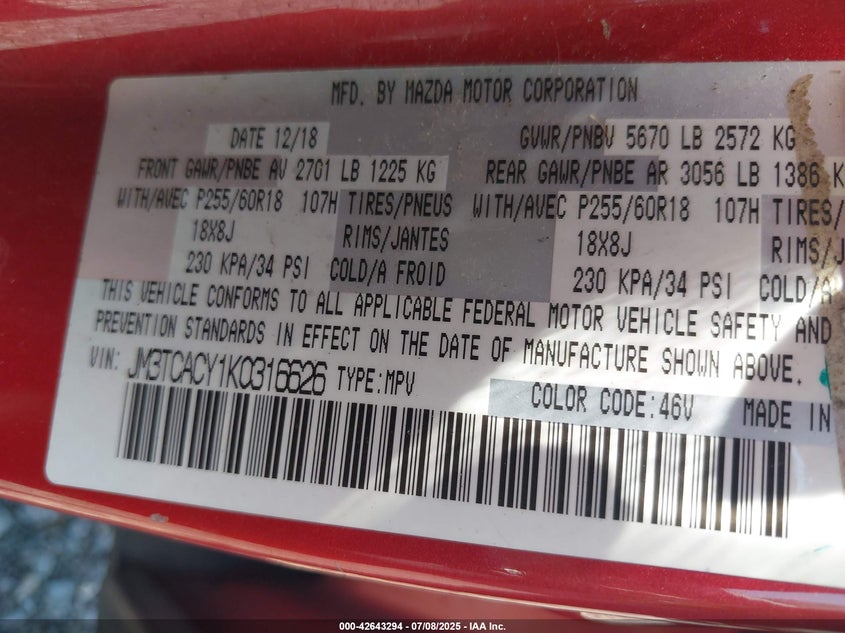 MFD. BY MAZDA MOTOR CORPORATION
DATE 12/18 GVWR/PNBV 5670 LB 2572 KG
FRONT GAWR/PNBE AV 2701 LB 1225 KG REAR GAWR/PNBE AR 3056 LB 1386 K
WITH/AVEC P255/60R18 107H TIRES/PNEUS WITH/AVEC P255/60R18 107H TIRES/
18X8J RIMS/JANTES 18X8J RIMS/J
230 KPA/34 PSI COLD/A FROID 230 KPA/34 PSI COLD/A
THIS VEHICLE CONFORMS TO ALL APPLICABLE FEDERAL MOTOR VEHICLE SAFETY AND
PREVENTION STANDARDS IN EFFECT ON THE DATE OF MANUFACTURE SHOWN ABOVE.
VIN: JM3TCACY1K0316626 TYPE:MPV COLOR CODE:46V MADE IN
000-42643294 | 07/08/2025 - IAA Inc.